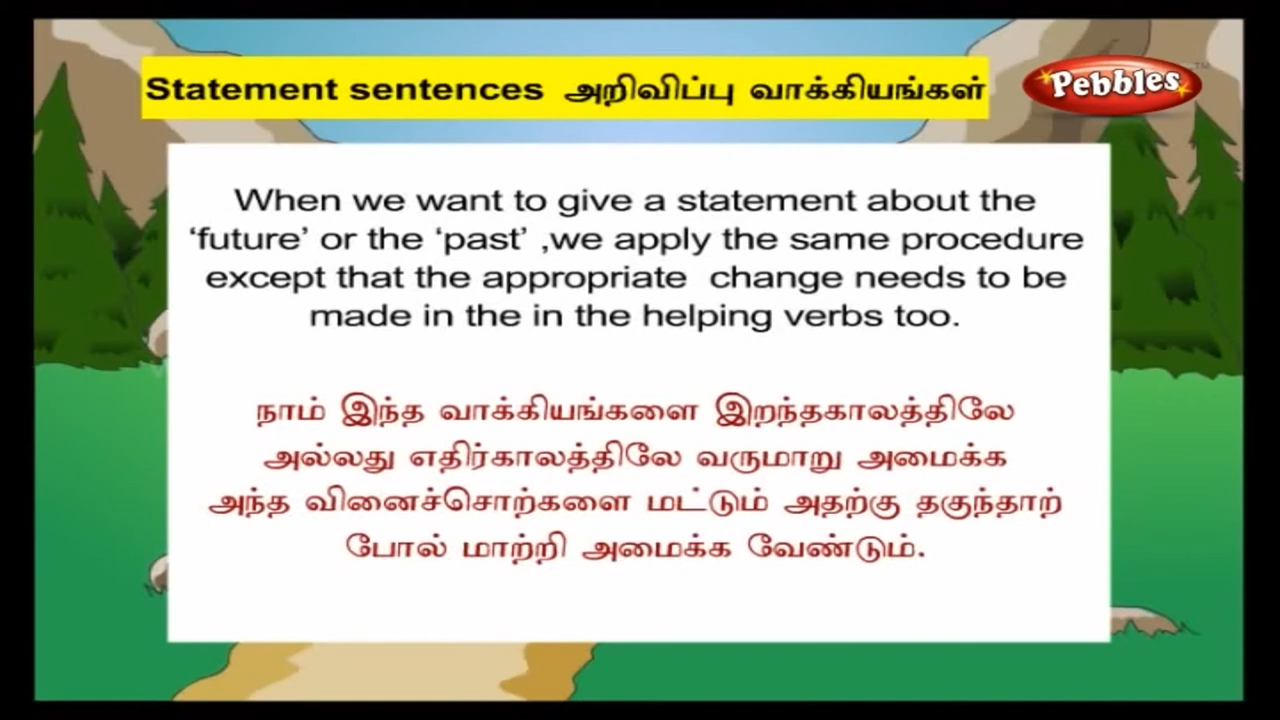 Statement sentences அறிவிப்பு வாக்கியங்கள்
Pebbles™
When we want to give a statement about the
‘future’ or the ‘past’ ,we apply the same procedure
except that the appropriate change needs to be
made in the in the helping verbs too.
நாம் இந்த வாக்கியங்களை இறந்தகாலத்திலே
அல்லது எதிர்காலத்திலே வருமாறு அமைக்க
அந்த வினைச்சொற்களை மட்டும் அதற்கு தகுந்தாற்
போல் மாற்றி அமைக்க வேண்டும்.